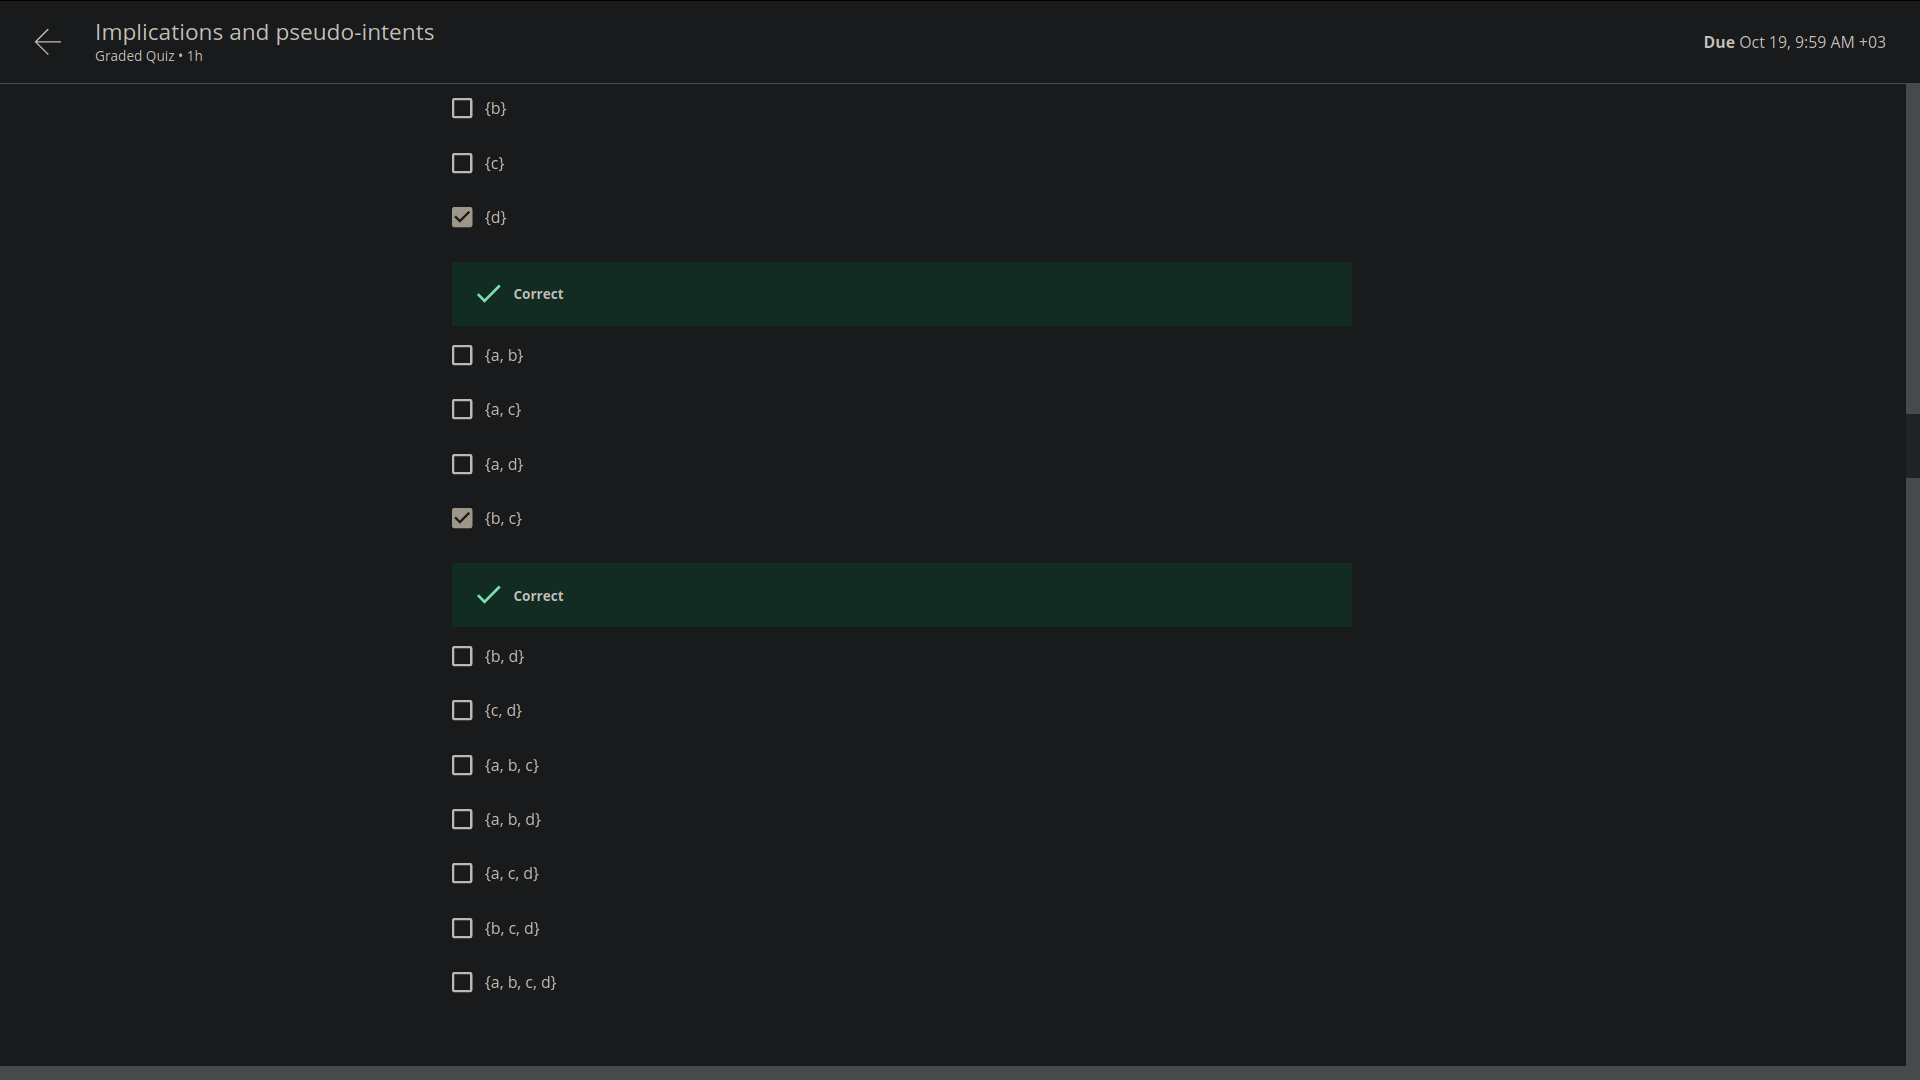 Implications and pseudo-intents
Graded Quiz • 1h
Due Oct 19, 9:59 AM +03
{b}
{c}
{d}
Correct
{a, b}
{a, c}
{a, d}
{b, c}
Correct
{b, d}
{c, d}
{a, b, c}
{a, b, d}
{a, c, d}
{b, c, d}
{a, b, c, d}